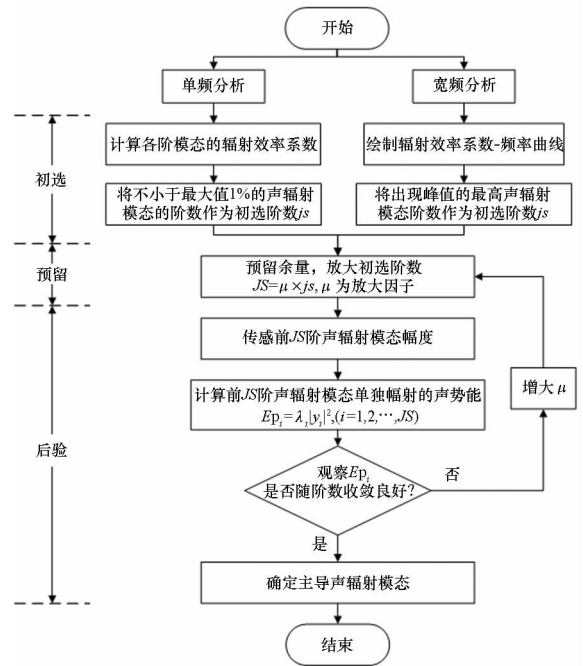 开始
单频分析
宽频分析
初选
计算各阶模态的辐射效率系数
绘制辐射效率系数-频率曲线
将不小于最大值1%的声辐射
模态的阶数作为初选阶数js
将出现峰值的最高声辐射
模态阶数作为初选阶数js
预留
预留余量，放大初选阶数
JS=μ×js, μ 为放大因子
后验
传感前JS阶声辐射模态幅度
计算前JS阶声辐射模态单独幅射的声势能
Ep_i=λ_i|y_i|²,(i=1,2,⋯,JS)
增大 μ
观察Ep_i
是否随阶数收敛良好?
否
是
确定主导声辐射模态
结束